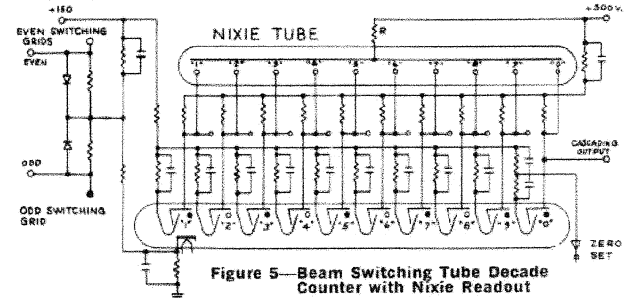 +150
+300V.
EVEN SWITCHING
GRIDS
EVEN
NIXIE TUBE
R
"1" "2" "3" "4" "5" "6" "7" "8" "9" "0"
CASCADING
OUTPUT
ODD
ODD SWITCHING
GRID
"1" "2" "3" "4" "5" "6" "7" "8" "9" "0"
ZERO
SET
Figure 5—Beam Switching Tube Decade
Counter with Nixie Readout